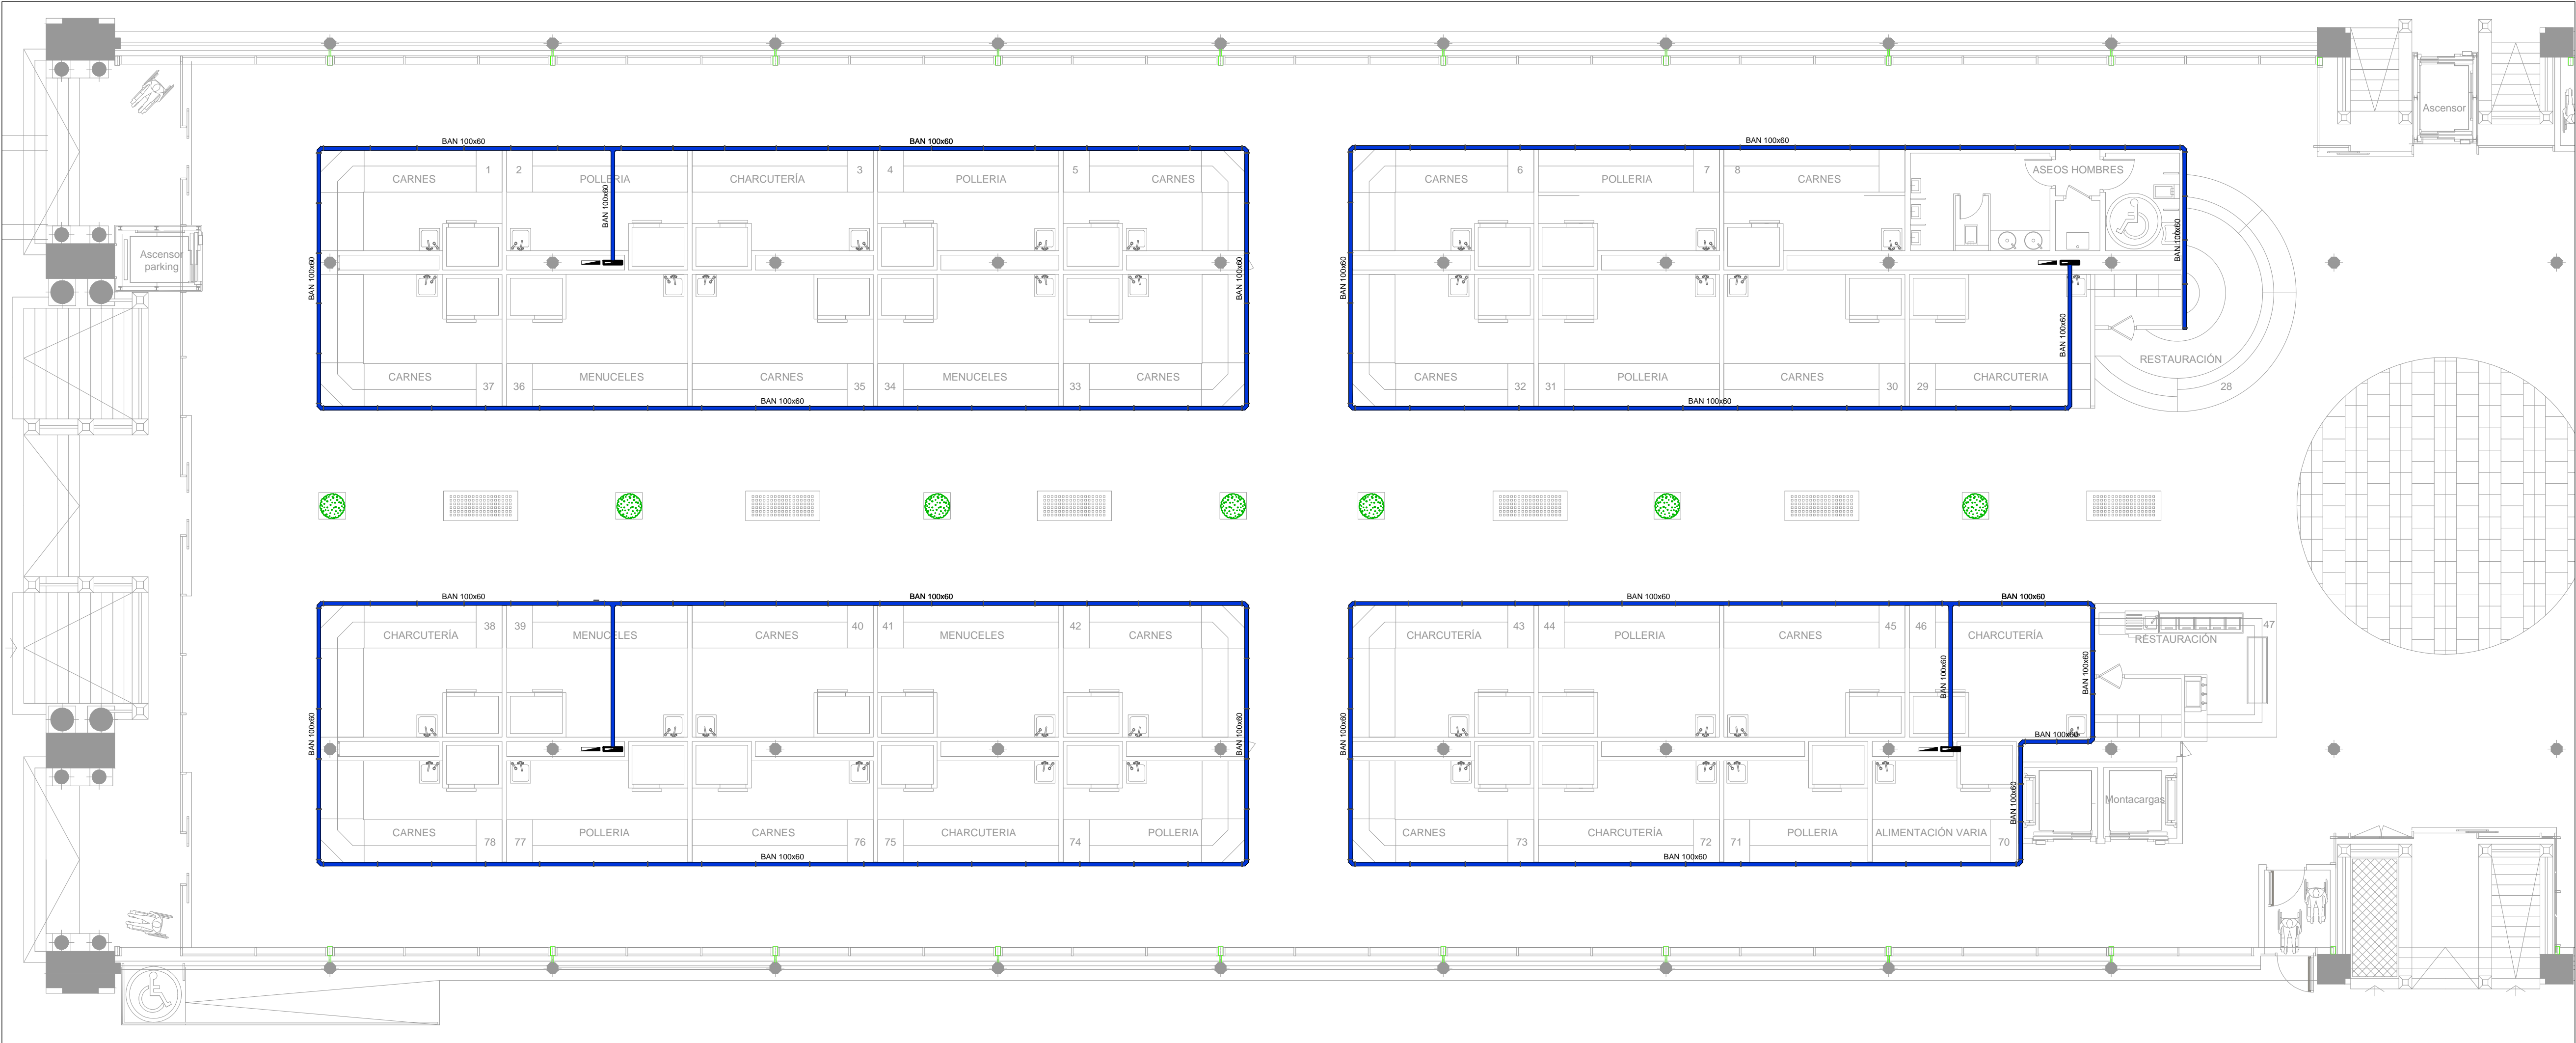 Ascensor
BAN 100x60
BAN 100x60
BAN 100x60
1
2
3
4
5
6
7
8
CARNES
POLLERIA
CHARCUTERÍA
POLLERIA
CARNES
CARNES
POLLERIA
CARNES
ASEOS HOMBRES
BAN 100x60
BAN 100x60
Ascensor
parking
BAN 100x60
BAN 100x60
BAN 100x60
BAN 100x60
RESTAURACIÓN
28
CARNES
MENUCELES
CARNES
MENUCELES
CARNES
CARNES
POLLERIA
CARNES
CHARCUTERIA
37
36
35
34
33
32
31
30
29
BAN 100x60
BAN 100x60
BAN 100x60
BAN 100x60
BAN 100x60
BAN 100x60
38
39
40
41
42
43
44
45
46
47
CHARCUTERÍA
MENUCELES
CARNES
MENUCELES
CARNES
CHARCUTERÍA
POLLERIA
CARNES
CHARCUTERÍA
RESTAURACIÓN
BAN 100x60
BAN 100x60
BAN 100x60
BAN 100x60
BAN 100x60
BAN 100x60
BAN 100x60
Montacargas
CARNES
POLLERIA
CARNES
CHARCUTERIA
POLLERIA
CARNES
CHARCUTERÍA
POLLERIA
ALIMENTACIÓN VARIA
78
77
76
75
74
73
72
71
70
BAN 100x60
BAN 100x60